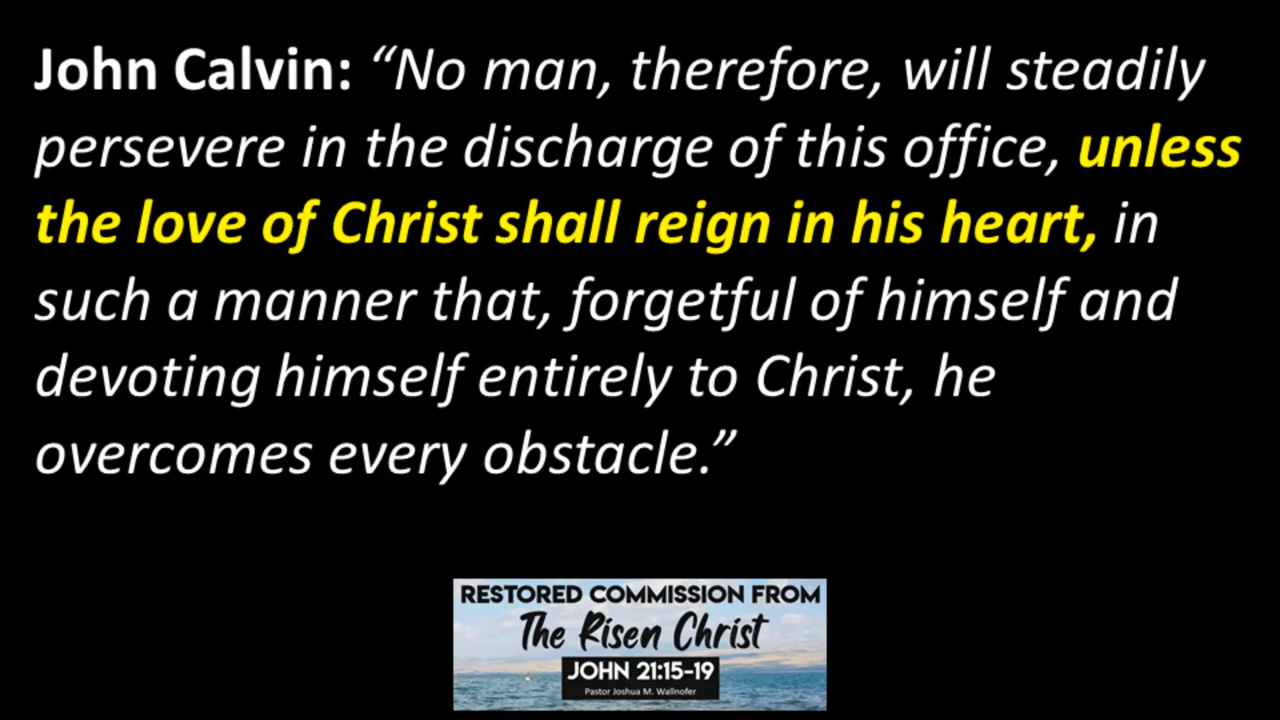 John Calvin: “No man, therefore, will steadily
persevere in the discharge of this office, unless
the love of Christ shall reign in his heart, in
such a manner that, forgetful of himself and
devoting himself entirely to Christ, he
overcomes every obstacle.”
RESTORED COMMISSION FROM
The Risen Christ
JOHN 21:15-19
Pastor Joshua M. Wallnofer